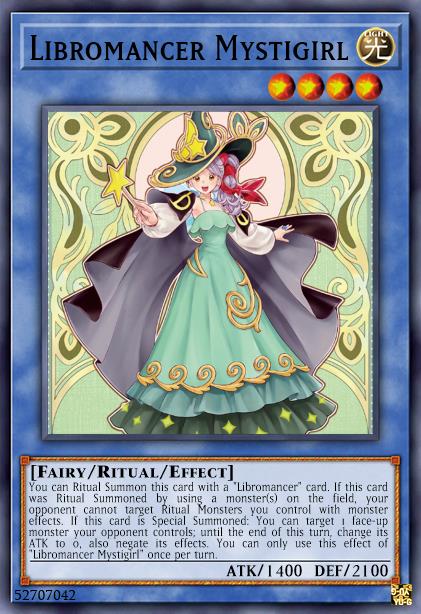 Libromancer Mystigirl
LIGHT
光
[Fairy/Ritual/Effect]
You can Ritual Summon this card with a "Libromancer" card. If this card
was Ritual Summoned by using a monster(s) on the field, your
opponent cannot target Ritual Monsters you control with monster
effects. If this card is Special Summoned: You can target 1 face-up
monster your opponent controls; until the end of this turn, change its
ATK to 0, also negate its effects. You can only use this effect of
"Libromancer Mystigirl" once per turn.
ATK/1400 DEF/2100
52707042